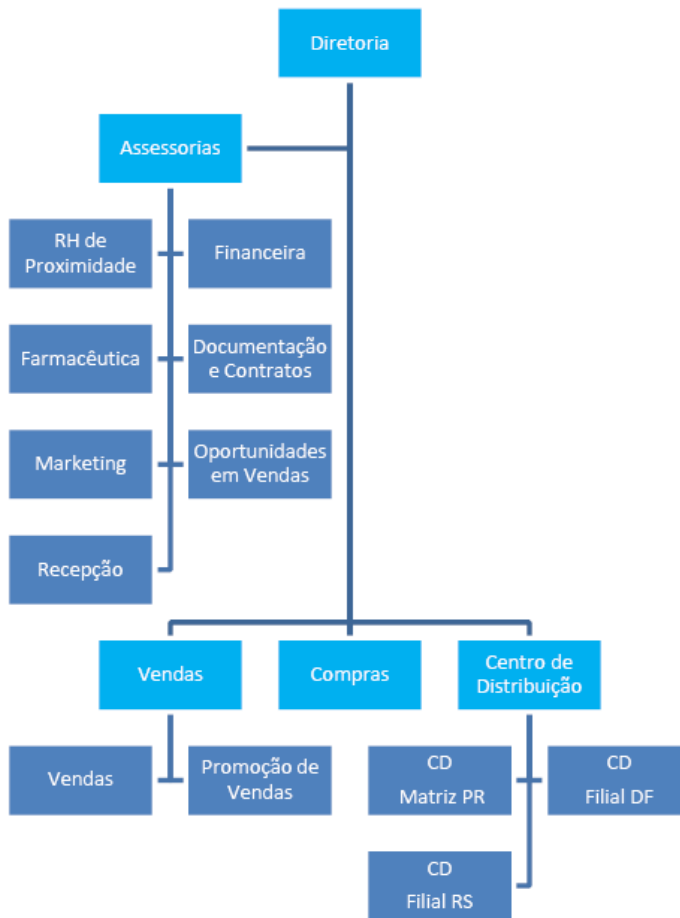 Diretoria
Assessorias
RH de
Proximidade
Financeira
Farmacêutica
Documentação
e Contratos
Marketing
Oportunidades
em Vendas
Recepção
Vendas
Compras
Centro de
Distribuição
Vendas
Promoção de
Vendas
CD
Matriz PR
CD
Filial DF
CD
Filial RS